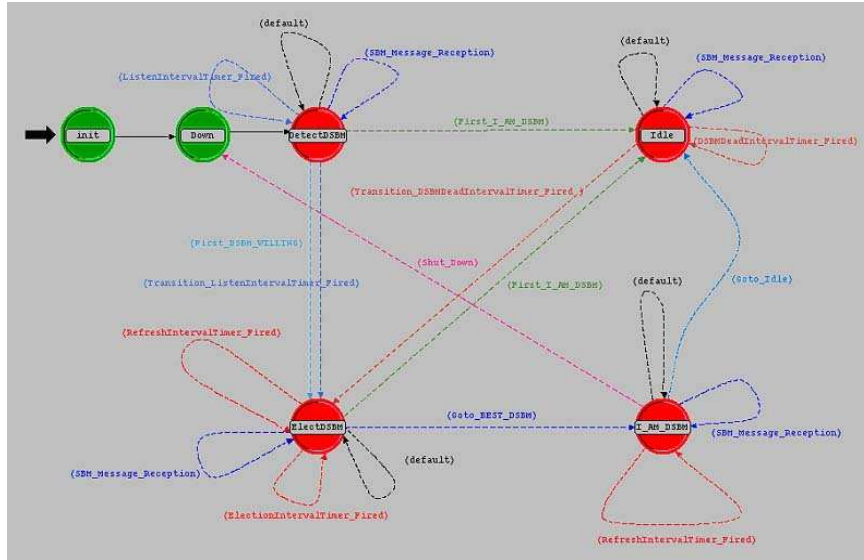 (default)
(SBM_Message_Reception)
(ListenIntervalTimer_Fired)
(default)
(SBM_Message_Reception)
init
Down
DetectDSBM
(First_I_AM_DSBM)
Idle
(DSBMDeadIntervalTimer_Fired)
(Transition_DSBMDeadIntervalTimer_Fired_)
(First_DSBM_WILLING)
(Shut_Down)
(Transition_ListenIntervalTimer_Fired)
(First_I_AM_DSBM)
(Goto_Idle)
(default)
(RefreshIntervalTimer_Fired)
(Goto_BEST_DSBM)
ElectDSBM
I_AM_DSBM
(SBM_Message_Reception)
(default)
(SBM_Message_Reception)
(ElectionIntervalTimer_Fired)
(RefreshIntervalTimer_Fired)